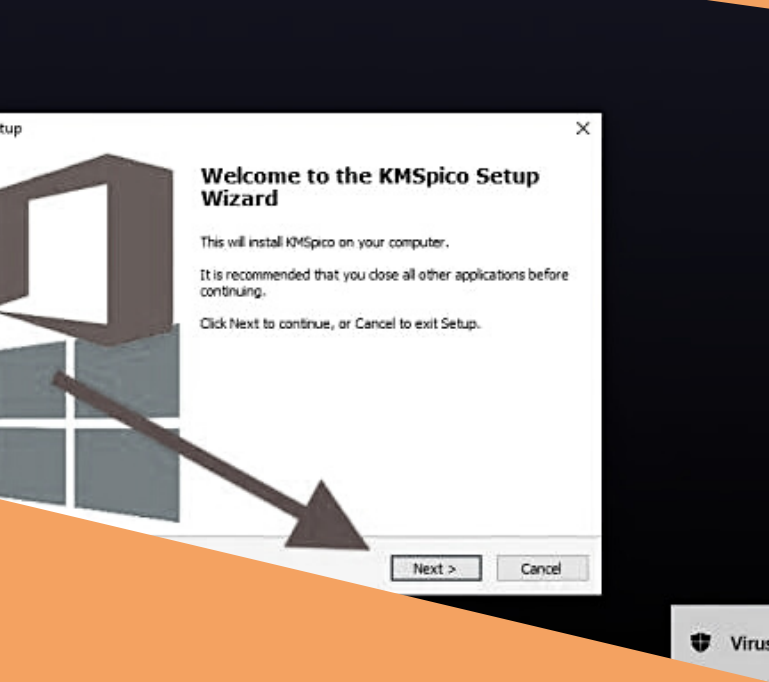 tup
Welcome to the KMSpico Setup
Wizard
This will install KMSpico on your computer.
It is recommended that you close all other applications before
continuing.
Click Next to continue, or Cancel to exit Setup.
Next >
Cancel
Virus